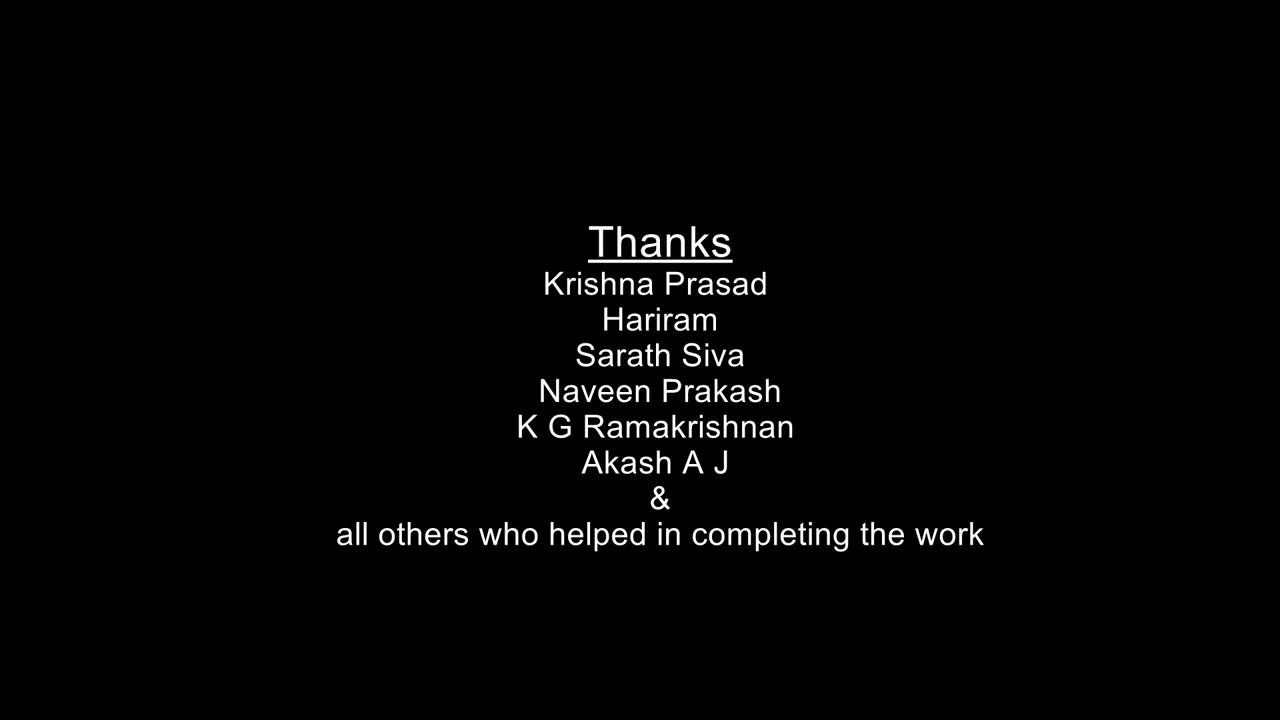 Thanks
Krishna Prasad
Hariram
Sarath Siva
Naveen Prakash
K G Ramakrishnan
Akash A J
&
all others who helped in completing the work